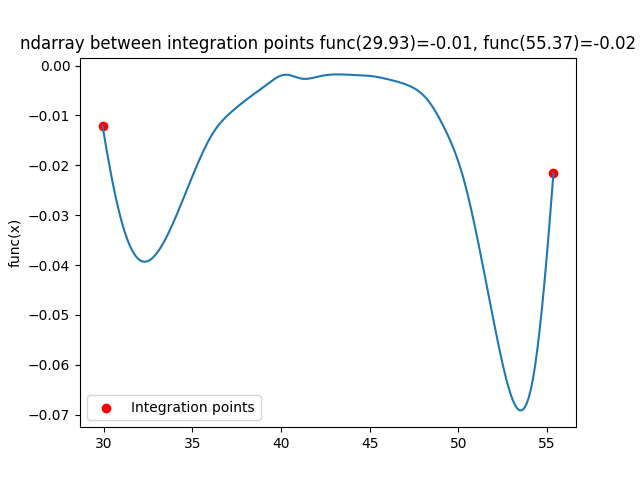 ndarray between integration points func(29.93)=-0.01, func(55.37)=-0.02
func(x)
0.00
−0.01
−0.02
−0.03
−0.04
−0.05
−0.06
−0.07
Integration points
30 35 40 45 50 55